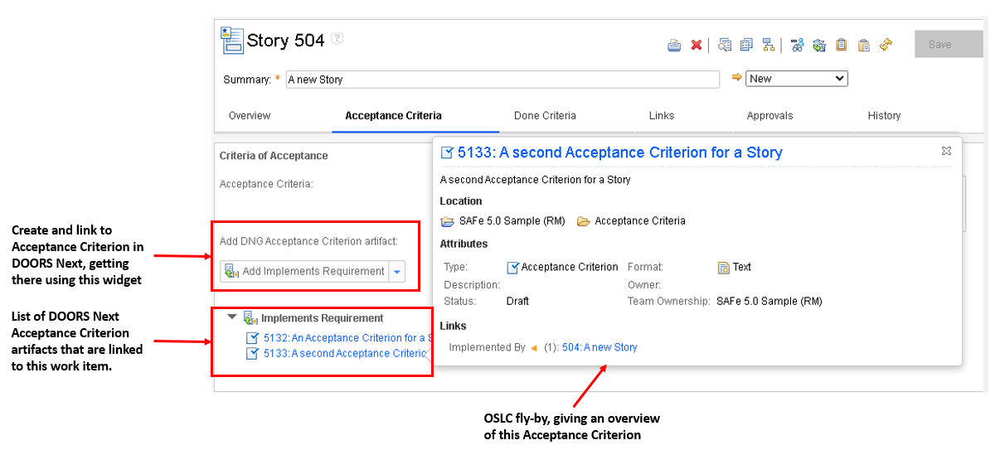 Story 504 ?
Save
Summary: * A new Story
New
Overview Acceptance Criteria Done Criteria Links Approvals History
Criteria of Acceptance
Acceptance Criteria:
Add DNG Acceptance Criterion artifact:
Add Implements Requirement
Implements Requirement
5132: An Acceptance Criterion for a S
5133: A second Acceptance Criteric
5133: A second Acceptance Criterion for a Story
A second Acceptance Criterion for a Story
Location
SAFe 5.0 Sample (RM) Acceptance Criteria
Attributes
Type: Acceptance Criterion Format: Text
Description: Owner:
Status: Draft Team Ownership: SAFe 5.0 Sample (RM)
Links
Implemented By (1): 504: A new Story
Create and link to
Acceptance Criterion in
DOORS Next, getting
there using this widget
List of DOORS Next
Acceptance Criterion
artifacts that are linked
to this work item.
OSLC fly-by, giving an overview
of this Acceptance Criterion